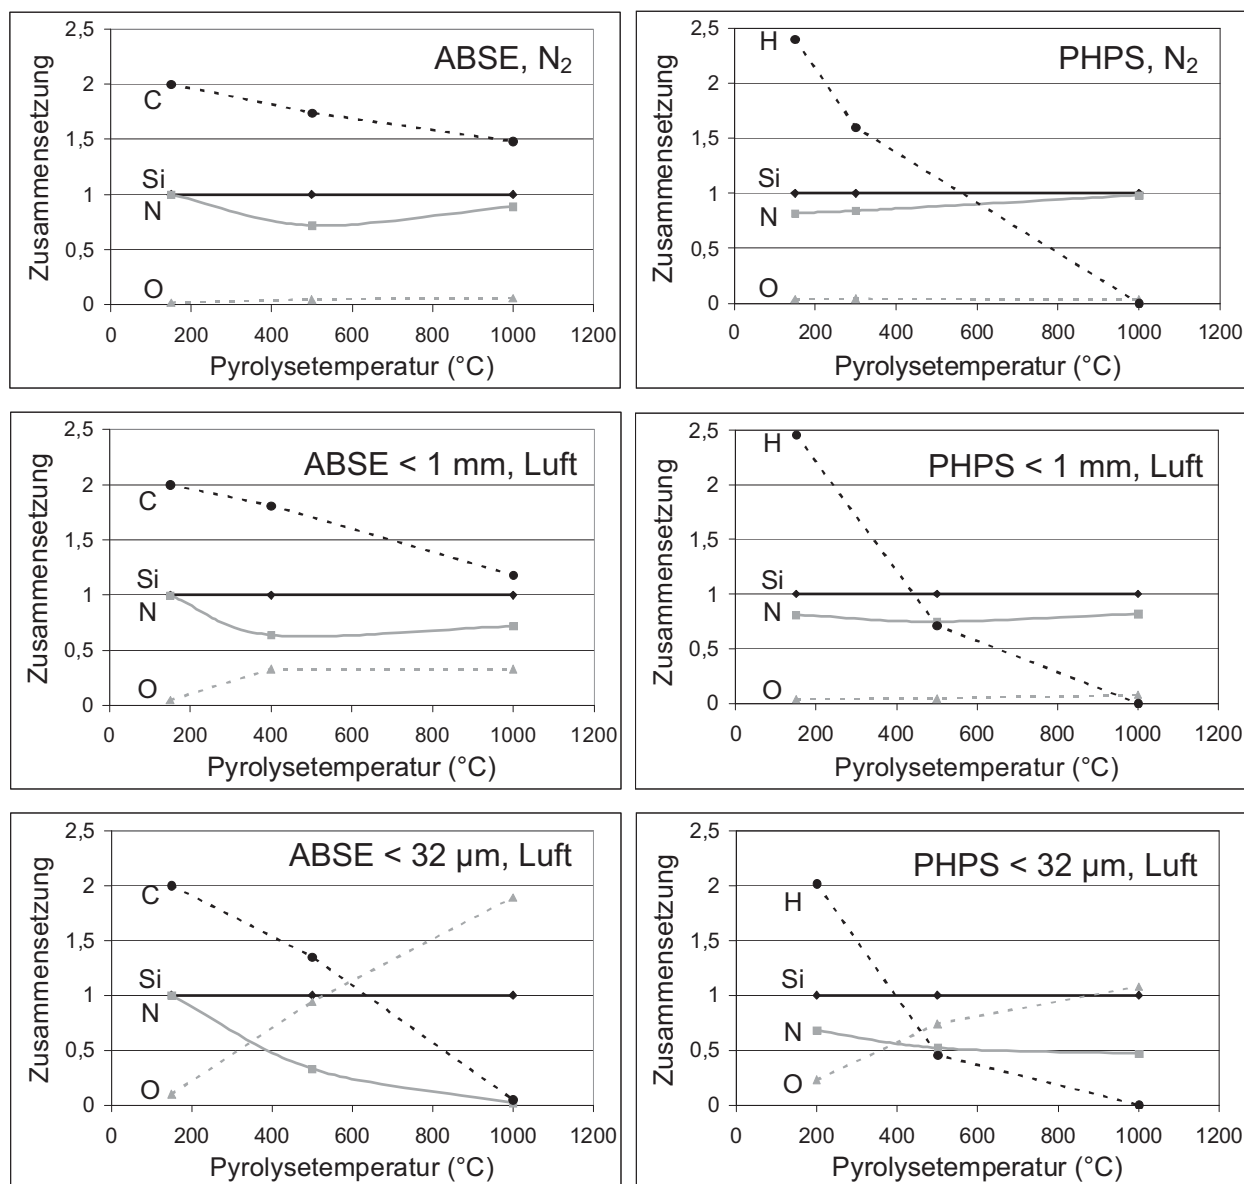 ABSE, N2
Zusammensetzung
2,5
2
1,5
1
0,5
0
C
Si
N
O
0 200 400 600 800 1000 1200
Pyrolysetemperatur (°C)
PHPS, N2
Zusammensetzung
2,5
2
1,5
1
0,5
0
H
Si
N
O
0 200 400 600 800 1000 1200
Pyrolysetemperatur (°C)
ABSE < 1 mm, Luft
Zusammensetzung
2,5
2
1,5
1
0,5
0
C
Si
N
O
0 200 400 600 800 1000 1200
Pyrolysetemperatur (°C)
PHPS < 1 mm, Luft
Zusammensetzung
2,5
2
1,5
1
0,5
0
H
Si
N
O
0 200 400 600 800 1000 1200
Pyrolysetemperatur (°C)
ABSE < 32 µm, Luft
Zusammensetzung
2,5
2
1,5
1
0,5
0
C
Si
N
O
0 200 400 600 800 1000 1200
Pyrolysetemperatur (°C)
PHPS < 32 µm, Luft
Zusammensetzung
2,5
2
1,5
1
0,5
0
H
Si
N
O
0 200 400 600 800 1000 1200
Pyrolysetemperatur (°C)